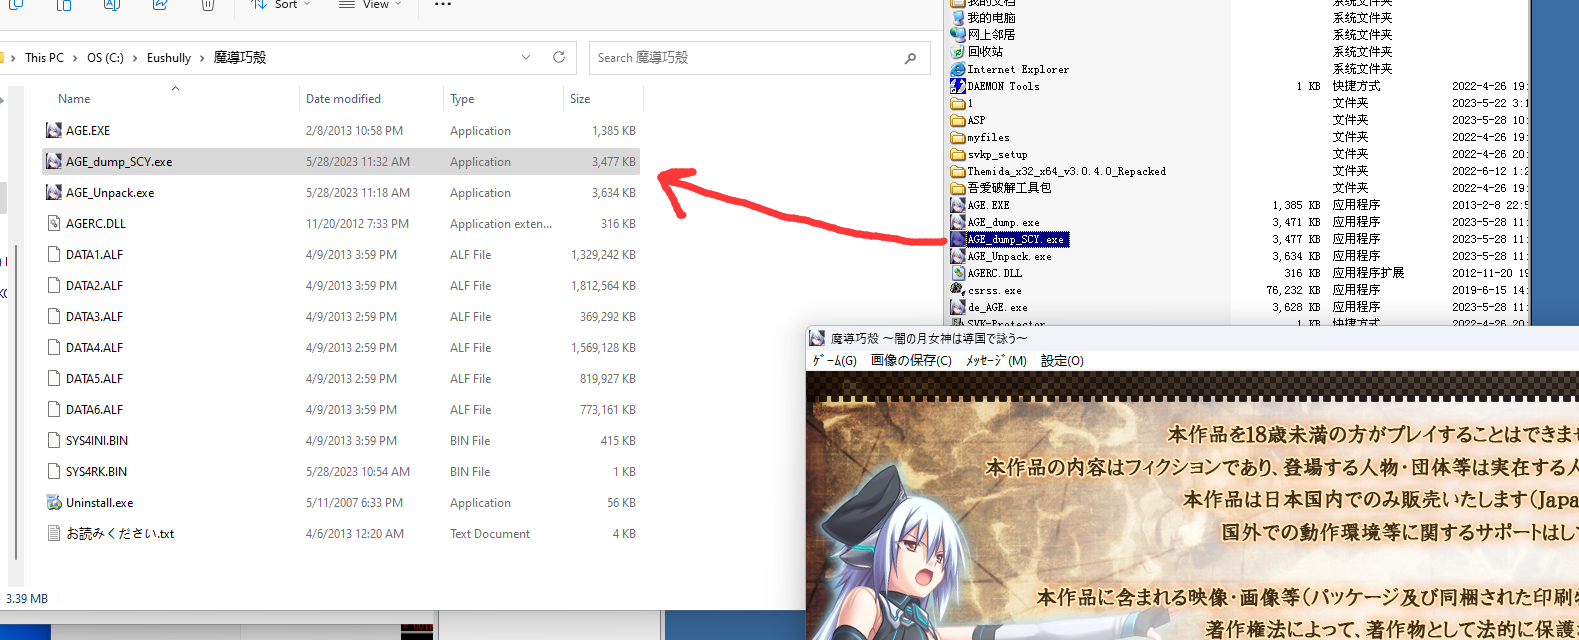 Sort
View
This PC > OS (C:) > Eushully > 魔導巧殻
Search 魔導巧殻
Name Date modified Type Size
AGE.EXE 2/8/2013 10:58 PM Application 1,385 KB
AGE_dump_SCY.exe 5/28/2023 11:32 AM Application 3,477 KB
AGE_Unpack.exe 5/28/2023 11:18 AM Application 3,634 KB
AGERC.DLL 11/20/2012 7:33 PM Application exten... 316 KB
DATA1.ALF 4/9/2013 3:59 PM ALF File 1,329,242 KB
DATA2.ALF 4/9/2013 3:59 PM ALF File 1,812,564 KB
DATA3.ALF 4/9/2013 2:59 PM ALF File 369,292 KB
DATA4.ALF 4/9/2013 2:59 PM ALF File 1,569,128 KB
DATA5.ALF 4/9/2013 2:59 PM ALF File 819,927 KB
DATA6.ALF 4/9/2013 3:59 PM ALF File 773,161 KB
SYS4INI.BIN 4/9/2013 3:59 PM BIN File 415 KB
SYS4RK.BIN 5/28/2023 10:54 AM BIN File 1 KB
Uninstall.exe 5/11/2007 6:33 PM Application 56 KB
お読みください.txt 4/6/2013 12:20 AM Text Document 4 KB
3.39 MB
我的文档 系统文件夹
我的电脑 系统文件夹
网上邻居 系统文件夹
回收站 系统文件夹
Internet Explorer 系统文件夹
DAEMON Tools 1 KB 快捷方式 2022-4-26 19:
1 文件夹 2023-5-22 3:1
ASP 文件夹 2023-5-28 10:
myfiles 文件夹 2022-4-26 19:
svkp_setup 文件夹 2022-4-26 20:
Themida_x32_x64_v3.0.4.0_Repacked 文件夹 2022-6-12 1:2
吾爱破解工具包 文件夹 2022-4-26 19:
AGE.EXE 1,385 KB 应用程序 2013-2-8 22:5
AGE_dump.exe 3,471 KB 应用程序 2023-5-28 11:
AGE_dump_SCY.exe 3,477 KB 应用程序 2023-5-28 11:
AGE_Unpack.exe 3,634 KB 应用程序 2023-5-28 11:
AGERC.DLL 316 KB 应用程序扩展 2012-11-20 19
csrss.exe 76,232 KB 应用程序 2019-6-15 14:
de_AGE.exe 3,628 KB 应用程序 2023-5-28 11:
SVK-Protector 1 KB 快捷方式 2022-4-26 20:
魔導巧殻 ～闇の月女神は導国で詠う～
ｹﾞｰﾑ(G) 画像の保存(C) ﾒｯｾｰｼﾞ(M) 設定(O)
本作品を18歳未満の方がプレイすることはできませ
本作品の内容はフィクションであり、登場する人物・団体等は実在する人
本作品は日本国内でのみ販売いたします(Japa
国外での動作環境等に関するサポートはし
本作品に含まれる映像・画像等(パッケージ及び同梱された印刷物
著作権法によって、著作物として法的に保護